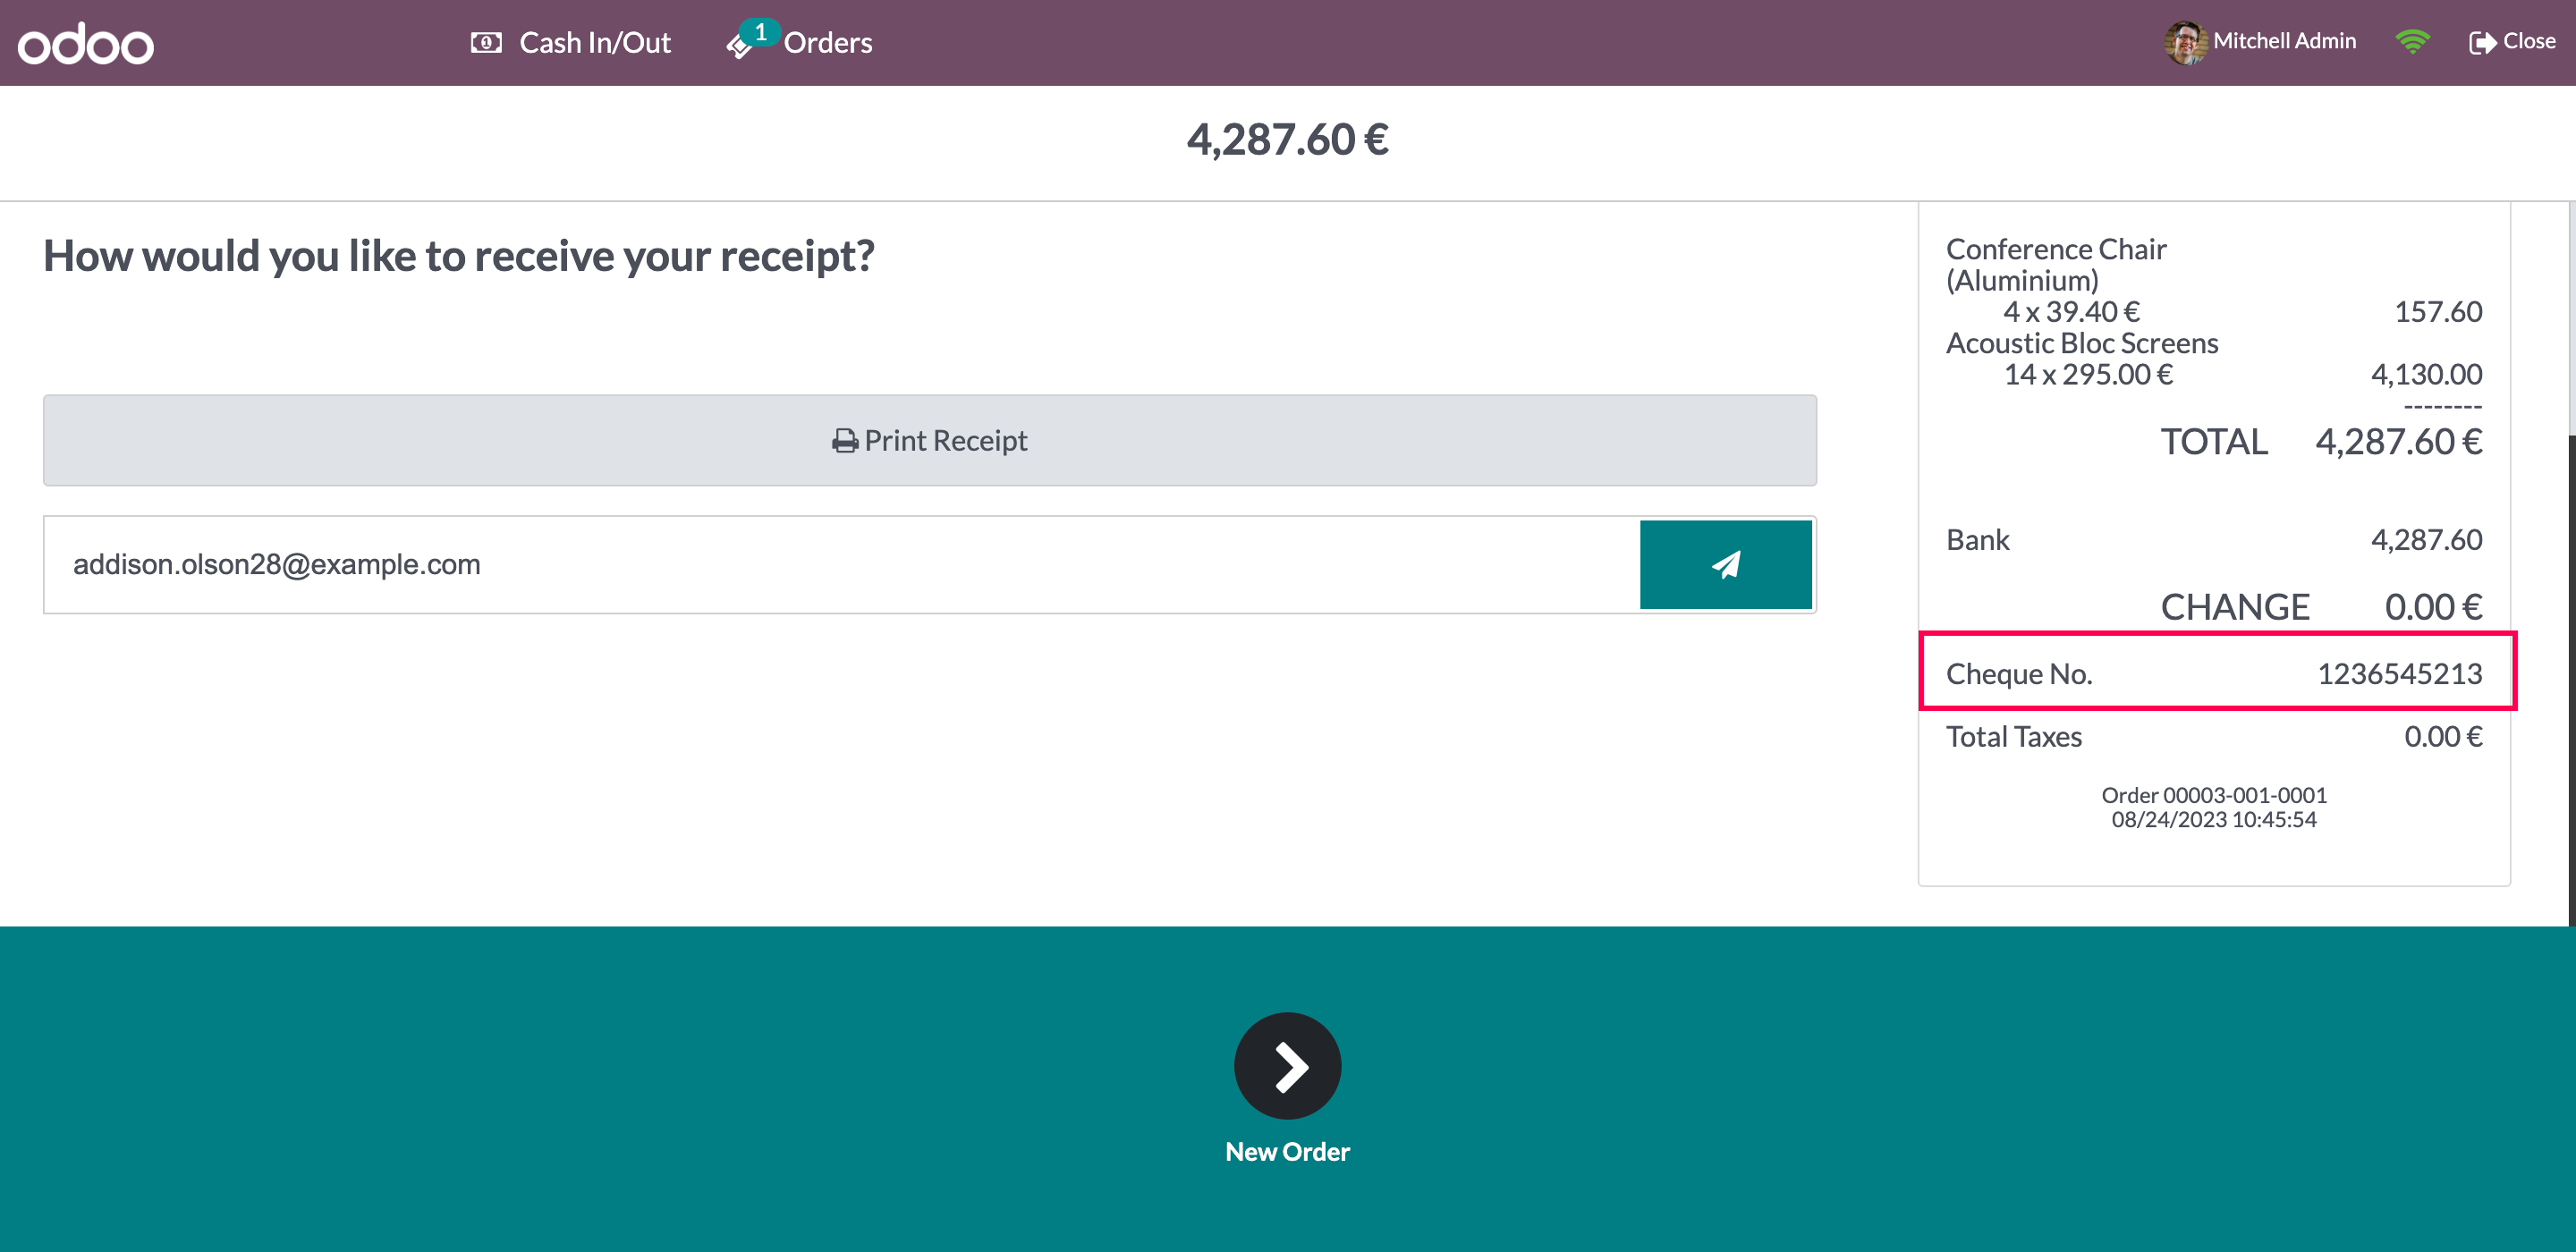 odoo
Cash In/Out
1
Orders
Mitchell Admin
Close
4,287.60 €
How would you like to receive your receipt?
Print Receipt
addison.olson28@example.com
Conference Chair
(Aluminium)
4 x 39.40 € 157.60
Acoustic Bloc Screens
14 x 295.00 € 4,130.00
--------
TOTAL 4,287.60 €
Bank 4,287.60
CHANGE 0.00 €
Cheque No. 1236545213
Total Taxes 0.00 €
Order 00003-001-0001
08/24/2023 10:45:54
New Order